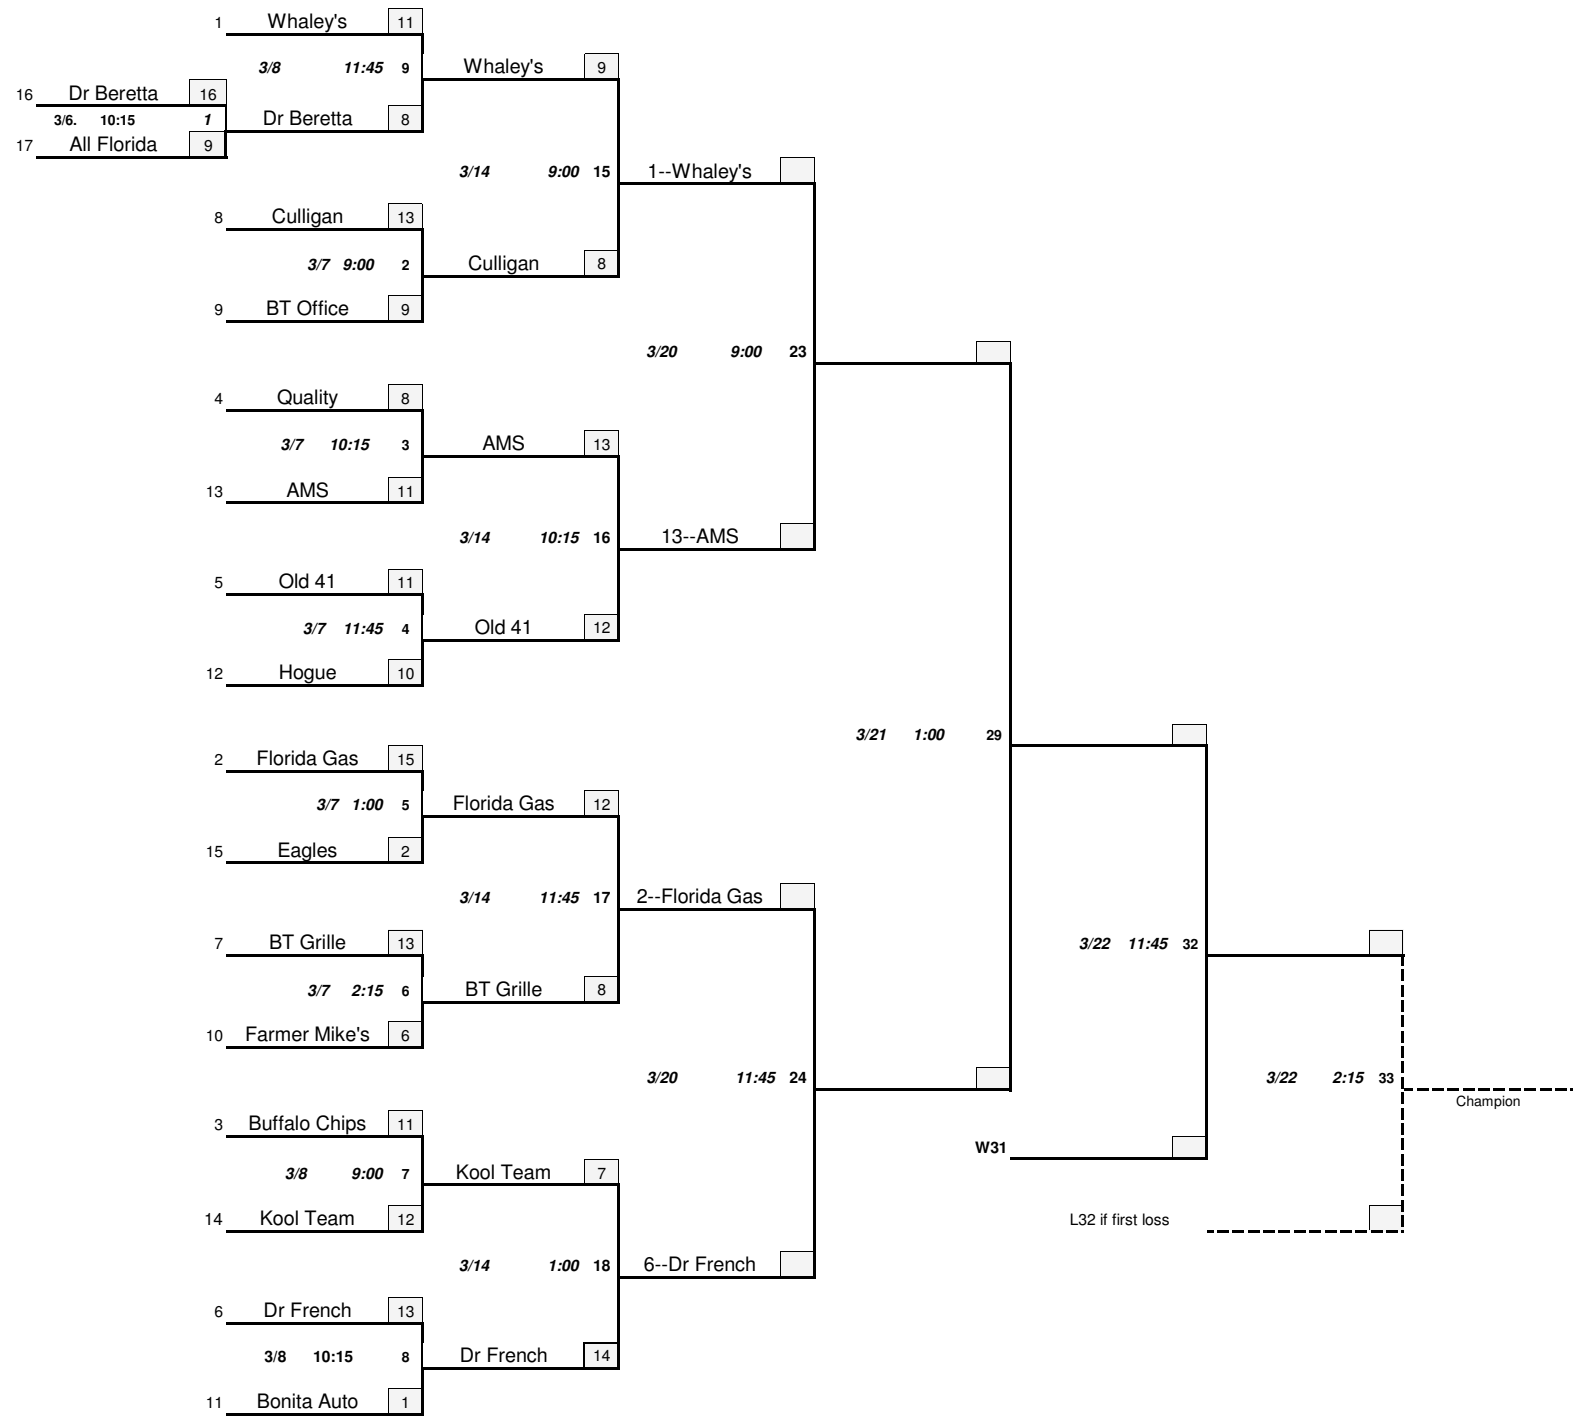 1 Whaley's 11
3/8 11:45 9 Whaley's 9
16 Dr Beretta 16
3/6. 10:15 1 Dr Beretta 8
17 All Florida 9
3/14 9:00 15 1--Whaley's
8 Culligan 13
3/7 9:00 2 Culligan 8
9 BT Office 9
3/20 9:00 23
4 Quality 8
3/7 10:15 3 AMS 13
13 AMS 11
3/14 10:15 16 13--AMS
5 Old 41 11
3/7 11:45 4 Old 41 12
12 Hogue 10
3/21 1:00 29
2 Florida Gas 15
3/7 1:00 5 Florida Gas 12
15 Eagles 2
3/14 11:45 17 2--Florida Gas
7 BT Grille 13
3/22 11:45 32
3/7 2:15 6 BT Grille 8
10 Farmer Mike's 6
3/20 11:45 24
3/22 2:15 33
Champion
3 Buffalo Chips 11
W31
3/8 9:00 7 Kool Team 7
14 Kool Team 12
L32 if first loss
3/14 1:00 18 6--Dr French
6 Dr French 13
3/8 10:15 8 Dr French 14
11 Bonita Auto 1